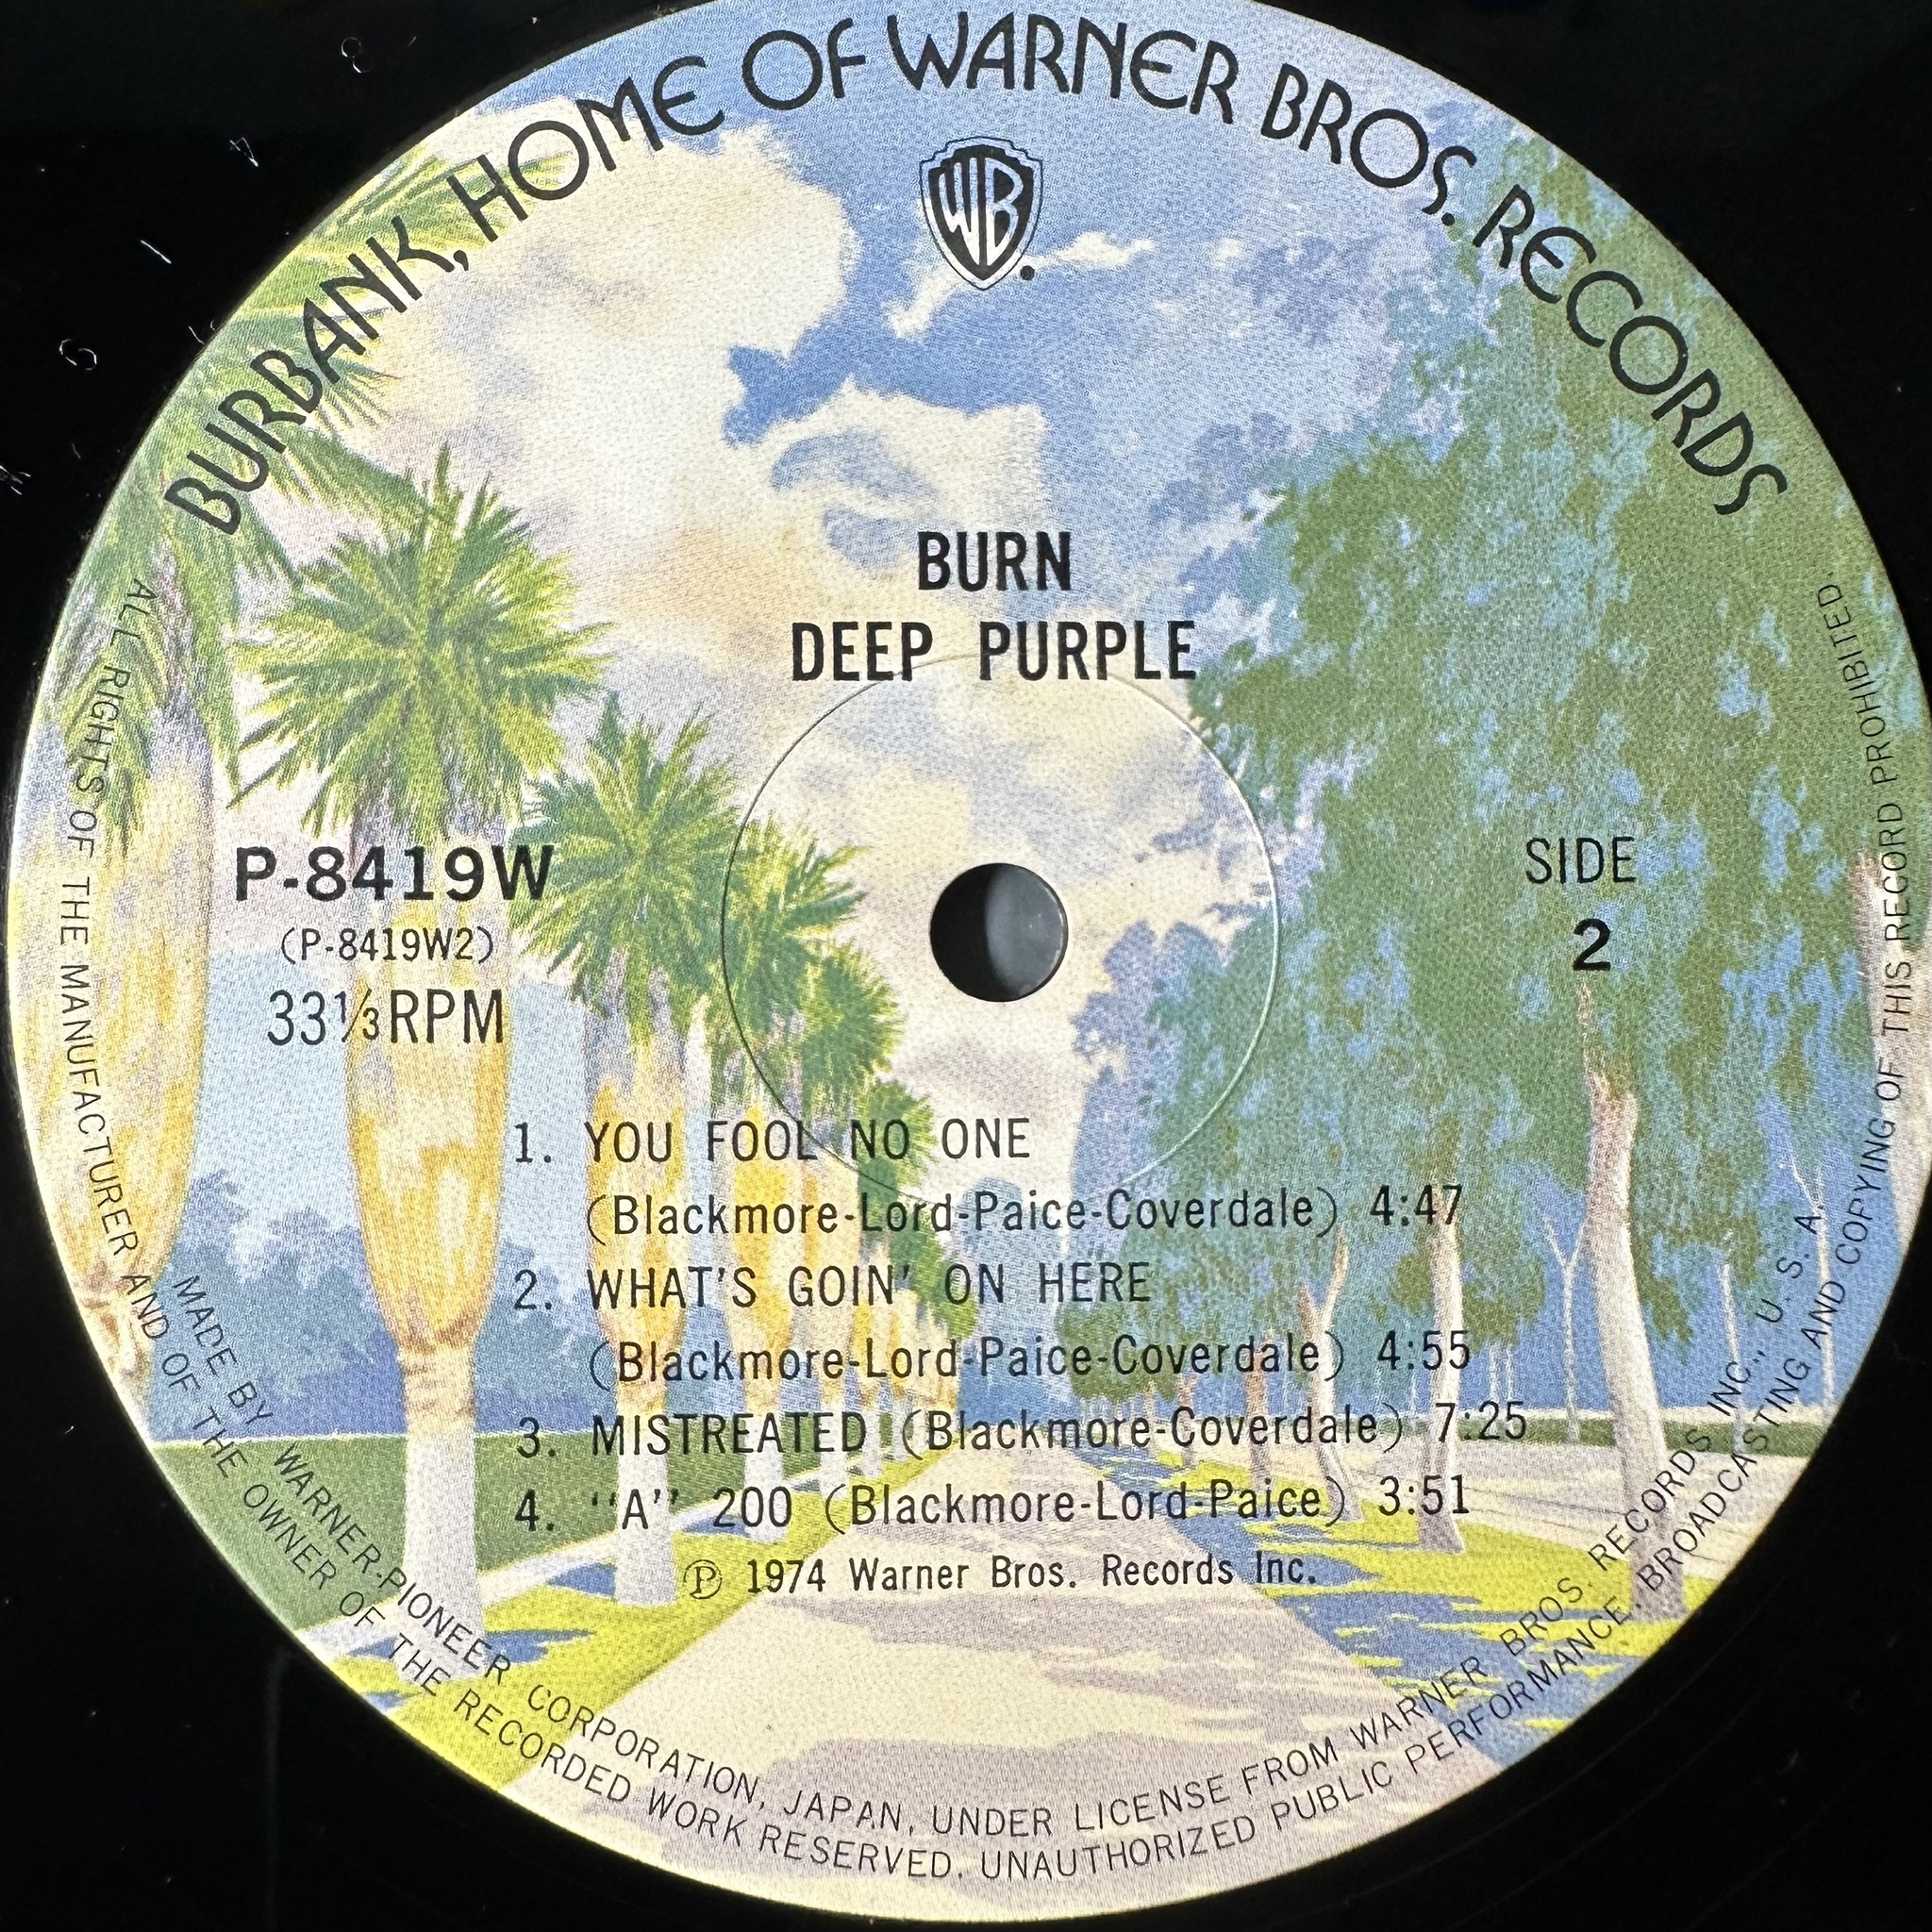 BURBANK, HOME OF WARNER BROS. RECORDS
WB
BURN
DEEP PURPLE
P-8419W
(P-8419W2)
33⅓RPM
SIDE
2
1. YOU FOOL NO ONE
(Blackmore-Lord-Paice-Coverdale) 4:47
2. WHAT'S GOIN' ON HERE
(Blackmore-Lord-Paice-Coverdale) 4:55
3. MISTREATED (Blackmore-Coverdale) 7:25
4. "A" 200 (Blackmore-Lord-Paice) 3:51
Ⓟ 1974 Warner Bros. Records Inc.
MADE BY WARNER-PIONEER CORPORATION, JAPAN, UNDER LICENSE FROM WARNER BROS. RECORDS INC., U. S. A.
ALL RIGHTS OF THE MANUFACTURER AND OF THE OWNER OF THE RECORDED WORK RESERVED. UNAUTHORIZED PUBLIC PERFORMANCE. BROADCASTING AND COPYING OF THIS RECORD PROHIBITED.